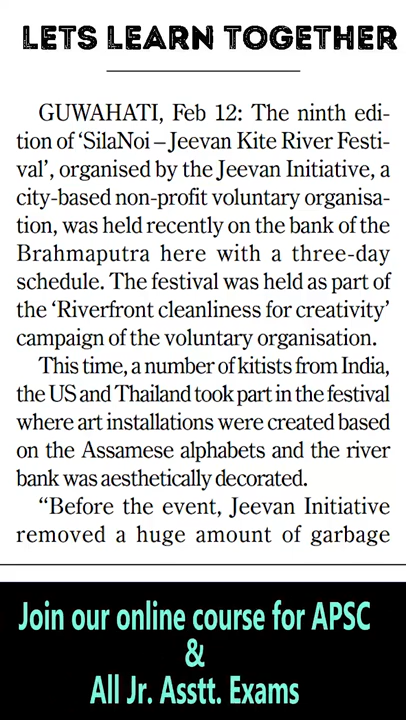 LETS LEARN TOGETHER
GUWAHATI, Feb 12: The ninth edi-
tion of ‘SilaNoi – Jeevan Kite River Festi-
val’, organised by the Jeevan Initiative, a
city-based non-profit voluntary organisa-
tion, was held recently on the bank of the
Brahmaputra here with a three-day
schedule. The festival was held as part of
the ‘Riverfront cleanliness for creativity’
campaign of the voluntary organisation.
This time, a number of kitists from India,
the US and Thailand took part in the festival
where art installations were created based
on the Assamese alphabets and the river
bank was aesthetically decorated.
“Before the event, Jeevan Initiative
removed a huge amount of garbage
Join our online course for APSC
&
All Jr. Asstt. Exams